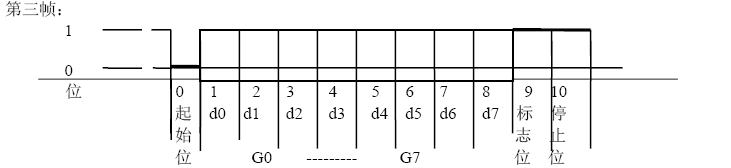 第三帧：
1
0
位 0 1 2 3 4 5 6 7 8 9 10
起始位 d0 d1 d2 d3 d4 d5 d6 d7 标志位 停止位
G0 --------- G7